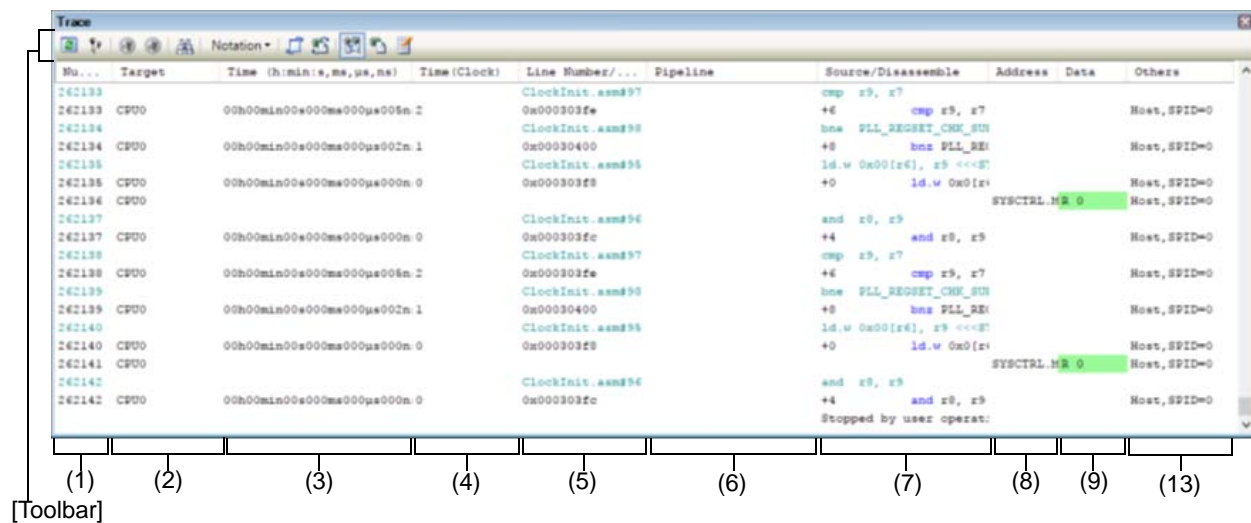 Trace
Notation
Nu... Target Time (h:min:s,ms,µs,ns) Time(Clock) Line Number/... Pipeline Source/Disassemble Address Data Others
262133 ClockInit.asm#97 cmp r9, r7
262133 CPU0 00h00min00s000ms000µs005n 2 0x000303fe +6 cmp r9, r7 Host,SPID=0
262134 ClockInit.asm#98 bne PLL_REGSET_CHK_SUB
262134 CPU0 00h00min00s000ms000µs002n 1 0x00030400 +8 bnz PLL_RE Host,SPID=0
262135 ClockInit.asm#95 ld.w 0x00[r6], r9 <<<S
262135 CPU0 00h00min00s000ms000µs000n 0 0x000303f8 +0 ld.w 0x0[r Host,SPID=0
262136 CPU0 SYSCTRL.M R 0 Host,SPID=0
262137 ClockInit.asm#96 and r8, r9
262137 CPU0 00h00min00s000ms000µs000n 0 0x000303fc +4 and r8, r9 Host,SPID=0
262138 ClockInit.asm#97 cmp r9, r7
262138 CPU0 00h00min00s000ms000µs005n 2 0x000303fe +6 cmp r9, r7 Host,SPID=0
262139 ClockInit.asm#98 bne PLL_REGSET_CHK_SUB
262139 CPU0 00h00min00s000ms000µs002n 1 0x00030400 +8 bnz PLL_RE Host,SPID=0
262140 ClockInit.asm#95 ld.w 0x00[r6], r9 <<<S
262140 CPU0 00h00min00s000ms000µs000n 0 0x000303f8 +0 ld.w 0x0[r Host,SPID=0
262141 CPU0 SYSCTRL.M R 0 Host,SPID=0
262142 ClockInit.asm#96 and r8, r9
262142 CPU0 00h00min00s000ms000µs000n 0 0x000303fc +4 and r8, r9 Host,SPID=0
Stopped by user operat
(1) (2) (3) (4) (5) (6) (7) (8) (9) (13)
[Toolbar]